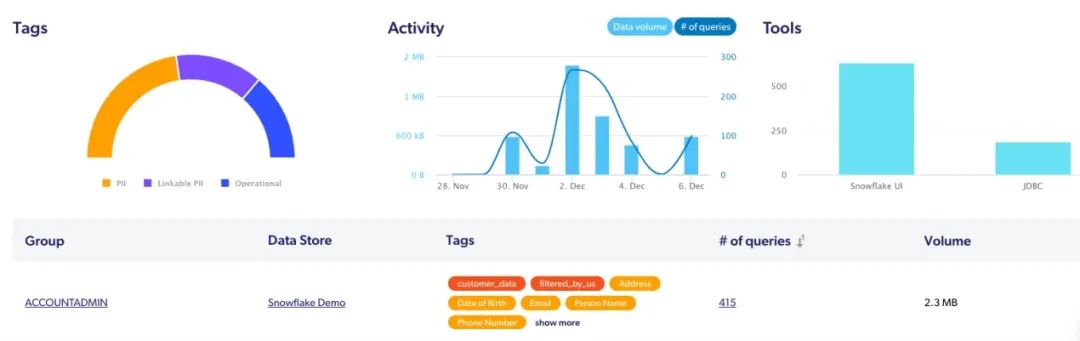 Tags
PII
Linkable PII
Operational
Activity
Data volume
# of queries
2 MB
1 MB
600 kB
0 B
300
200
100
0
28. Nov
30. Nov
2. Dec
4. Dec
6. Dec
Tools
500
250
0
Snowflake UI
JDBC
Group
Data Store
Tags
# of queries
Volume
ACCOUNTADMIN
Snowflake Demo
customer_data filtered_by_us Address
Date of Birth Email Person Name
Phone Number show more
415
2.3 MB